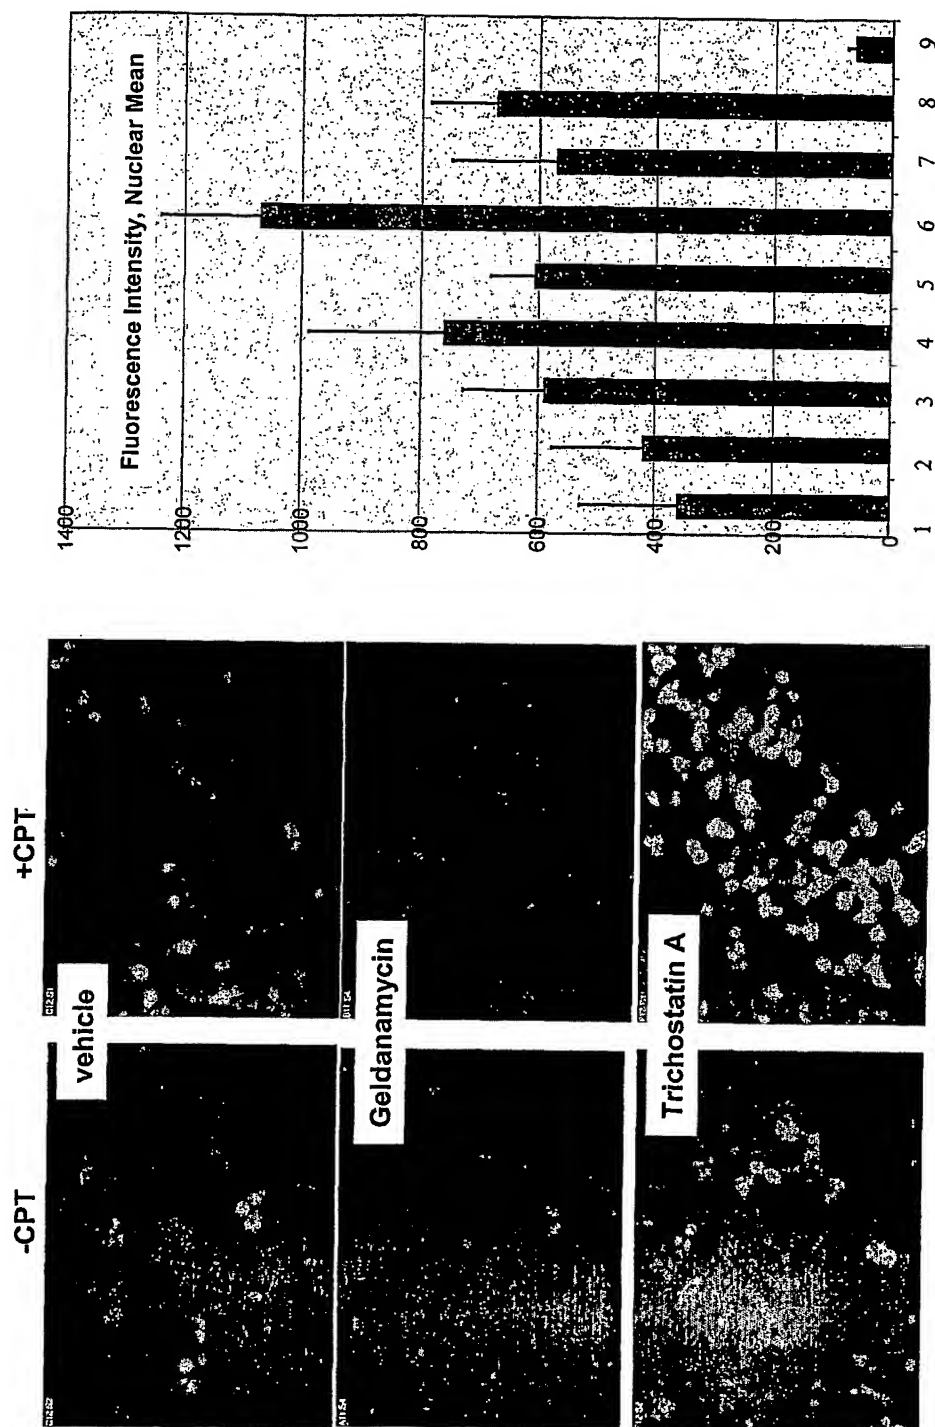 -CPT
+CPT
vehicle
Geldanamycin
Trichostatin A
Fluorescence Intensity, Nuclear Mean
1400
1200
1000
800
600
400
200
0
1 2 3 4 5 6 7 8 9